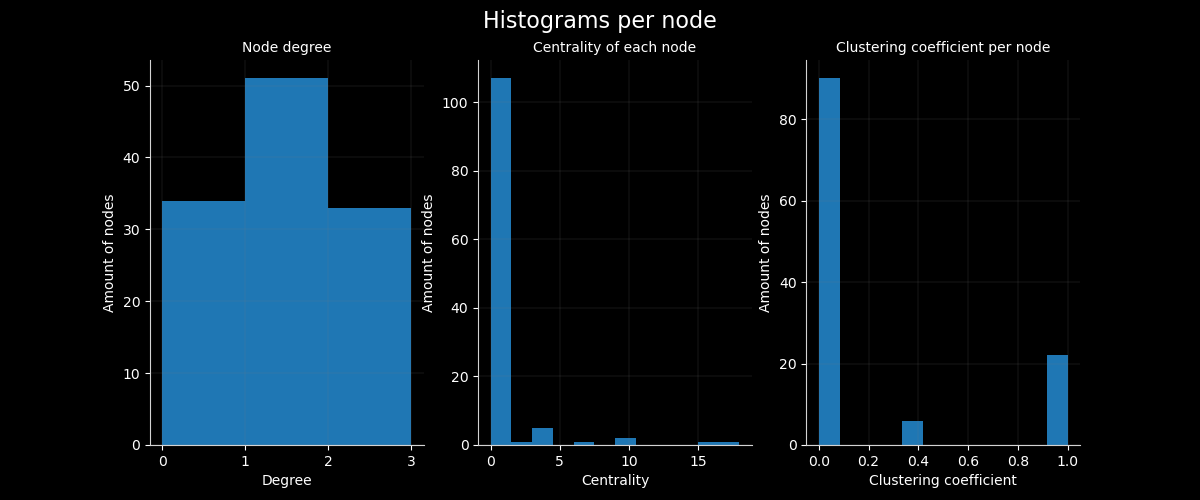 Histograms per node
Node degree
Amount of nodes
50
40
30
20
10
0
0 1 2 3
Degree
Centrality of each node
Amount of nodes
100
80
60
40
20
0
0 5 10 15
Centrality
Clustering coefficient per node
Amount of nodes
80
60
40
20
0
0.0 0.2 0.4 0.6 0.8 1.0
Clustering coefficient